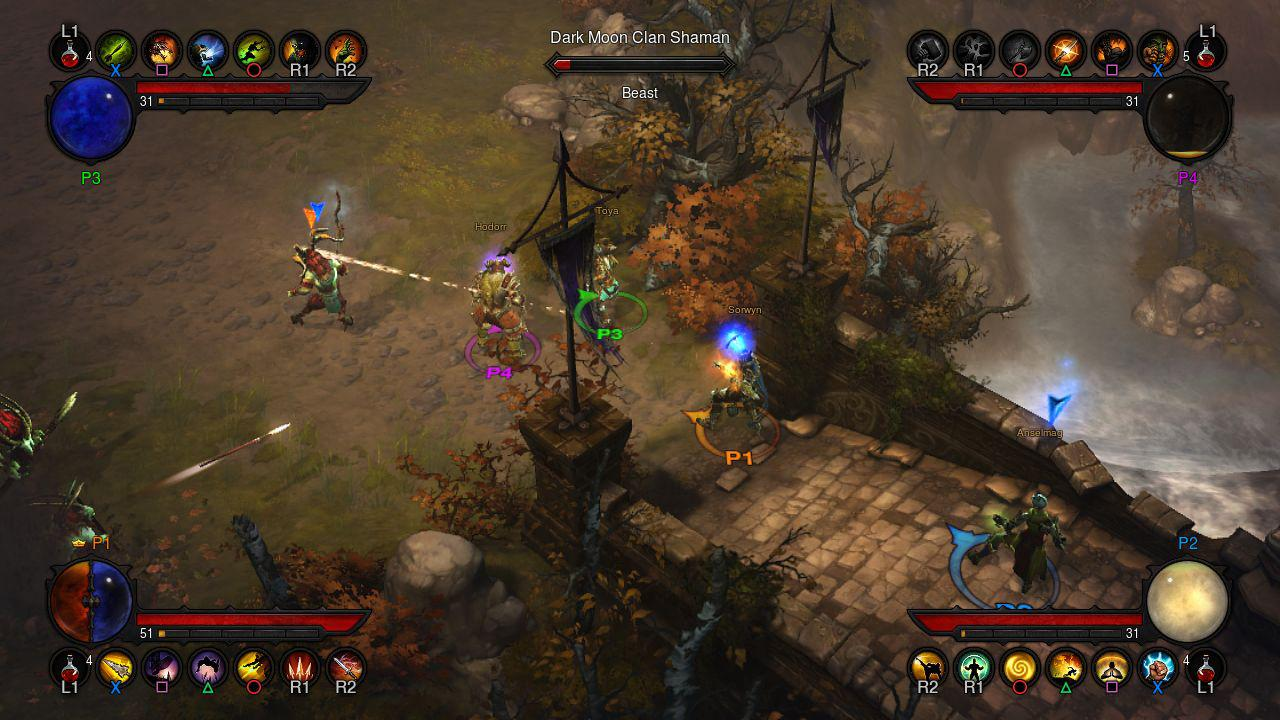 L1
4
X
R1
R2
31
P3
Dark Moon Clan Shaman
Beast
R2
R1
X
5
L1
31
P4
Hodorr
Toya
P3
P4
Sorwyn
P1
Anselmag
P2
P1
51
4
L1
X
R1
R2
P2
31
R2
R1
X
4
L1